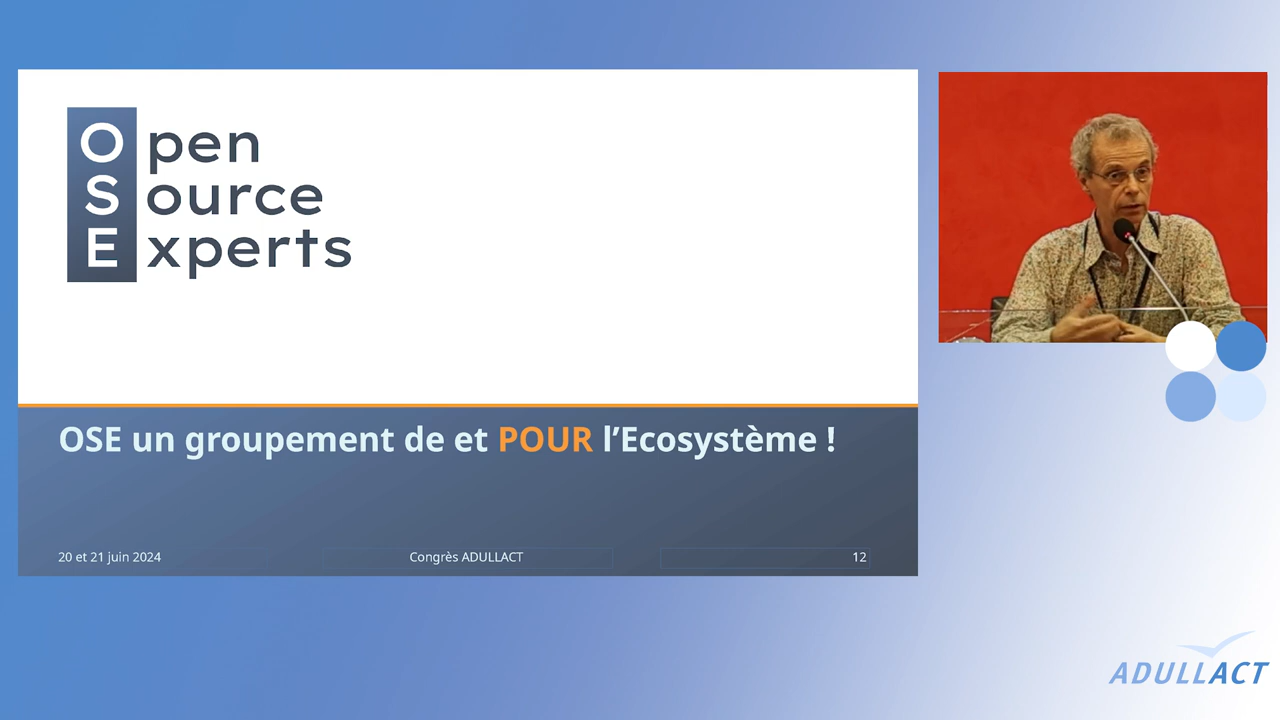 Open
Source
Experts
OSE un groupement de et POUR l’Ecosystème !
20 et 21 juin 2024
Congrès ADULLACT
12
ADULLACT